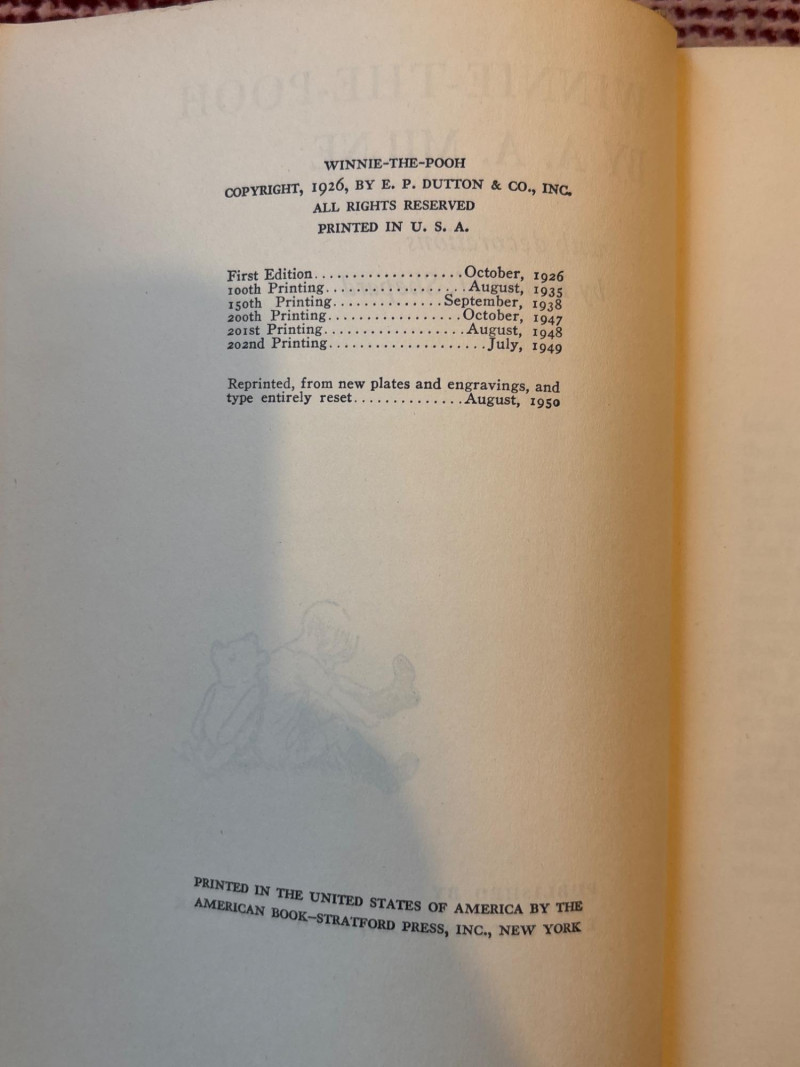 WINNIE-THE-POOH
COPYRIGHT, 1926, BY E. P. DUTTON & CO., INC.
ALL RIGHTS RESERVED
PRINTED IN U. S. A.
First Edition..................October, 1926
100th Printing..................August, 1935
150th Printing..............September, 1938
200th Printing.................October, 1947
201st Printing..................August, 1948
202nd Printing....................July, 1949
Reprinted, from new plates and engravings, and
type entirely reset..............August, 1950
PRINTED IN THE UNITED STATES OF AMERICA BY THE
AMERICAN BOOK–STRATFORD PRESS, INC., NEW YORK